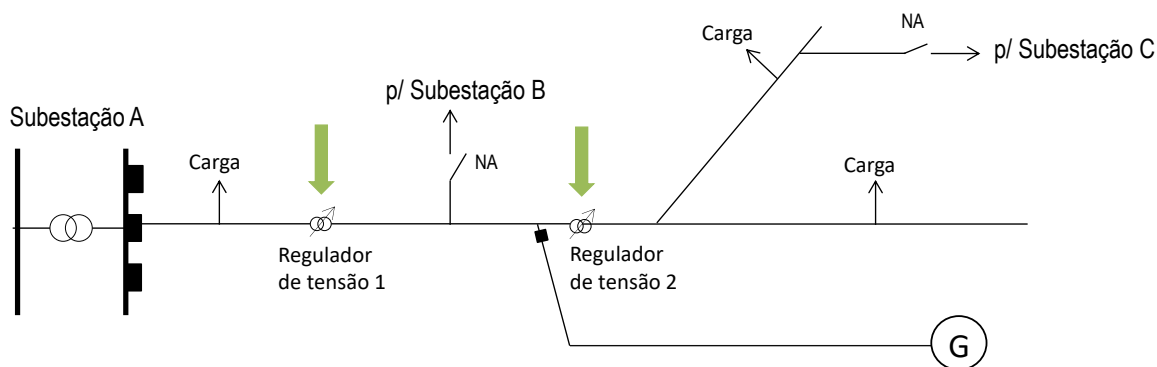 Subestação A
Carga
Regulador
de tensão 1
p/ Subestação B
NA
Regulador
de tensão 2
Carga
NA
p/ Subestação C
Carga
G